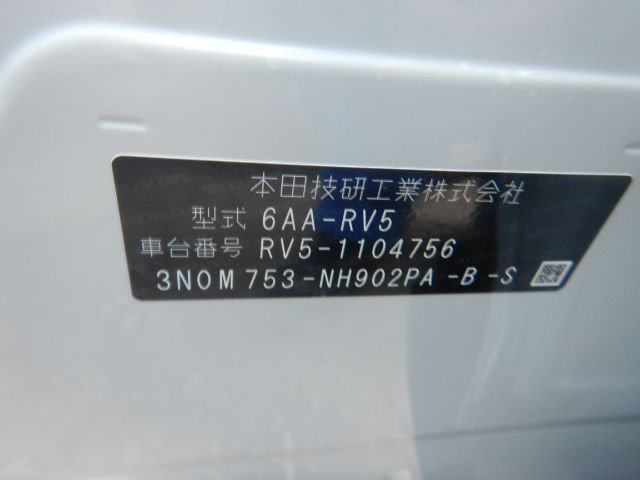 本田技研工業株式会社
型式 6AA-RV5
車台番号 RV5-1104756
3N0M753-NH902PA-B-S